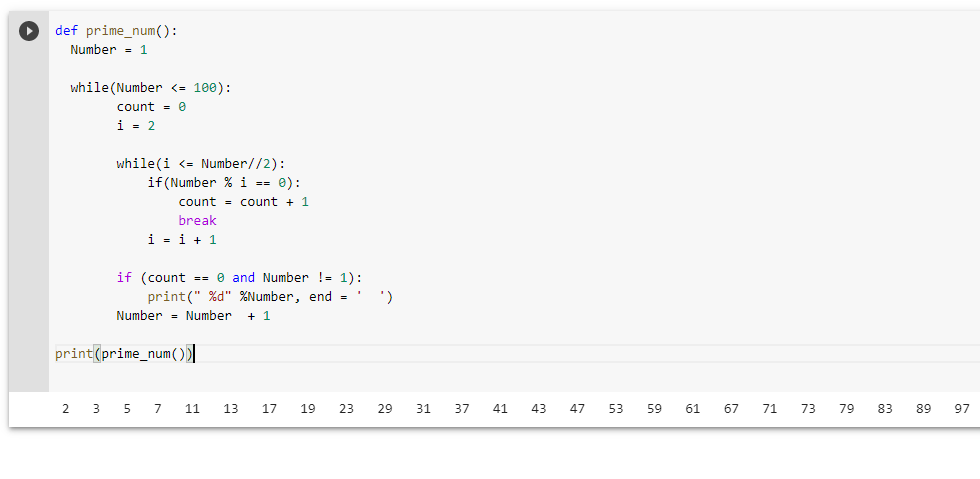 def prime_num():
  Number = 1

  while(Number <= 100):
        count = 0
        i = 2

        while(i <= Number//2):
            if(Number % i == 0):
                count = count + 1
                break
            i = i + 1

        if (count == 0 and Number != 1):
            print(" %d" %Number, end = '  ')
        Number = Number  + 1

print(prime_num())
2   3   5   7   11   13   17   19   23   29   31   37   41   43   47   53   59   61   67   71   73   79   83   89   97